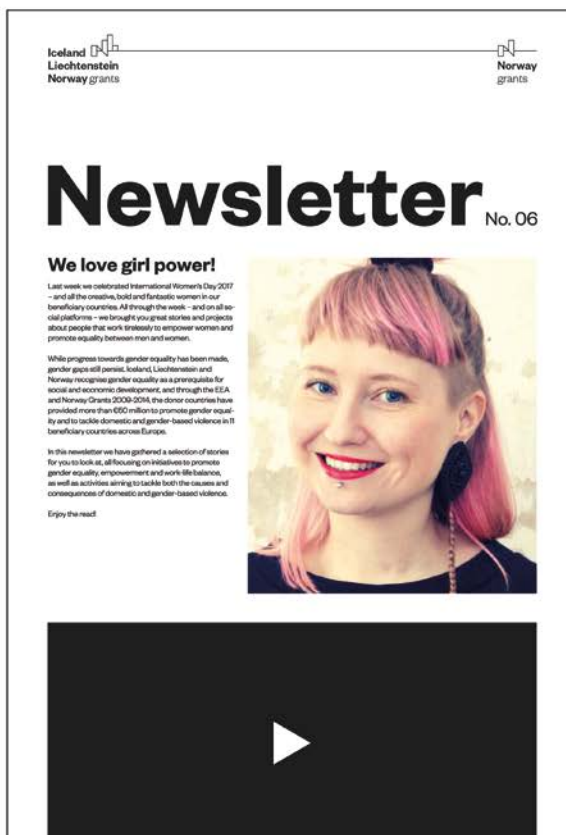 Iceland
Liechtenstein
Norway grants
Norway
grants
Newsletter No. 06
We love girl power!
Last week we celebrated International Women's Day 2017
– and all the creative, bold and fantastic women in our
beneficiary countries. All through the week – and on all so-
cial platforms – we brought you great stories and projects
about people that work tirelessly to empower women and
promote equality between men and women.
While progress towards gender equality has been made,
gender gaps still persist. Iceland, Liechtenstein and
Norway recognise gender equality as a prerequisite for
social and economic development, and through the EEA
and Norway Grants 2009-2014, the donor countries have
provided more than €60 million to promote gender equal-
ity and to tackle domestic and gender-based violence in 11
beneficiary countries across Europe.
In this newsletter we have gathered a selection of stories
for you to look at, all focusing on initiatives to promote
gender equality, empowerment and work-life balance,
as well as activities aiming to tackle both the causes and
consequences of domestic and gender-based violence.
Enjoy the read!